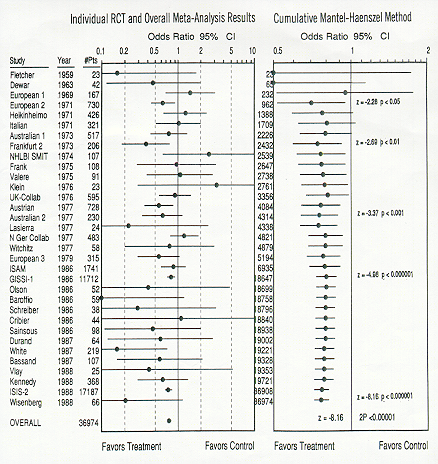 Individual RCT and Overall Meta-Analysis Results
Cumulative Mantel-Haenszel Method
Odds Ratio 95% CI
Odds Ratio 95% CI
Study Year #Pts 0.1 0.2 0.5 1 2 5 10 0.5 1 2
Fletcher 1959 23 23
Dewar 1963 42 65
European 1 1969 167 232
European 2 1971 730 962 z = -2.28 p < 0.05
Heikinheimo 1971 426 1388
Italian 1971 321 1709
Australian 1 1973 517 2226
Frankfurt 2 1973 206 2432 z = -2.69 p < 0.01
NHLBI SMIT 1974 107 2539
Frank 1975 108 2647
Valere 1975 91 2738
Klein 1976 23 2761
UK-Collab 1976 595 3356
Austrian 1977 728 4084
Australian 2 1977 230 4314 z = -3.37 p < 0.001
Lasierra 1977 24 4338
N Ger Collab 1977 483 4821
Witchitz 1977 58 4879
European 3 1979 315 5194
ISAM 1986 1741 6935
GISSI-1 1986 11712 18647 z = -4.98 p < 0.000001
Olson 1986 52 18699
Baroffio 1986 59 18758
Schreiber 1986 38 18796
Cribier 1986 44 18840
Sainsous 1986 98 18938
Durand 1987 64 19002
White 1987 219 19221
Bassand 1987 107 19328
Vlay 1988 25 19353
Kennedy 1988 368 19721
ISIS-2 1988 17187 36908 z = -8.16 p < 0.000001
Wisenberg 1988 66 36974
OVERALL 36974 z = -8.16 2P < 0.00001
Favors Treatment Favors Control Favors Treatment Favors Control